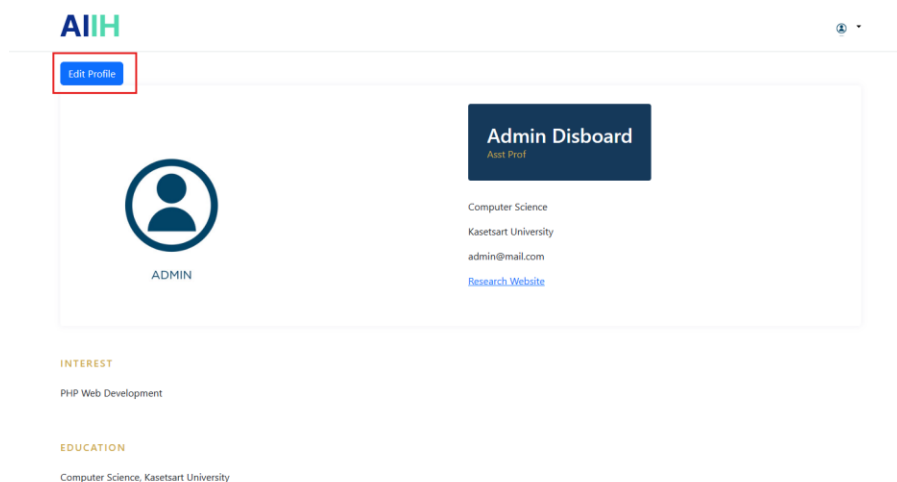 AIIH
Edit Profile
Admin Disboard
Asst Prof
ADMIN
Computer Science
Kasetsart University
admin@mail.com
Research Website
INTEREST
PHP Web Development
EDUCATION
Computer Science, Kasetsart University